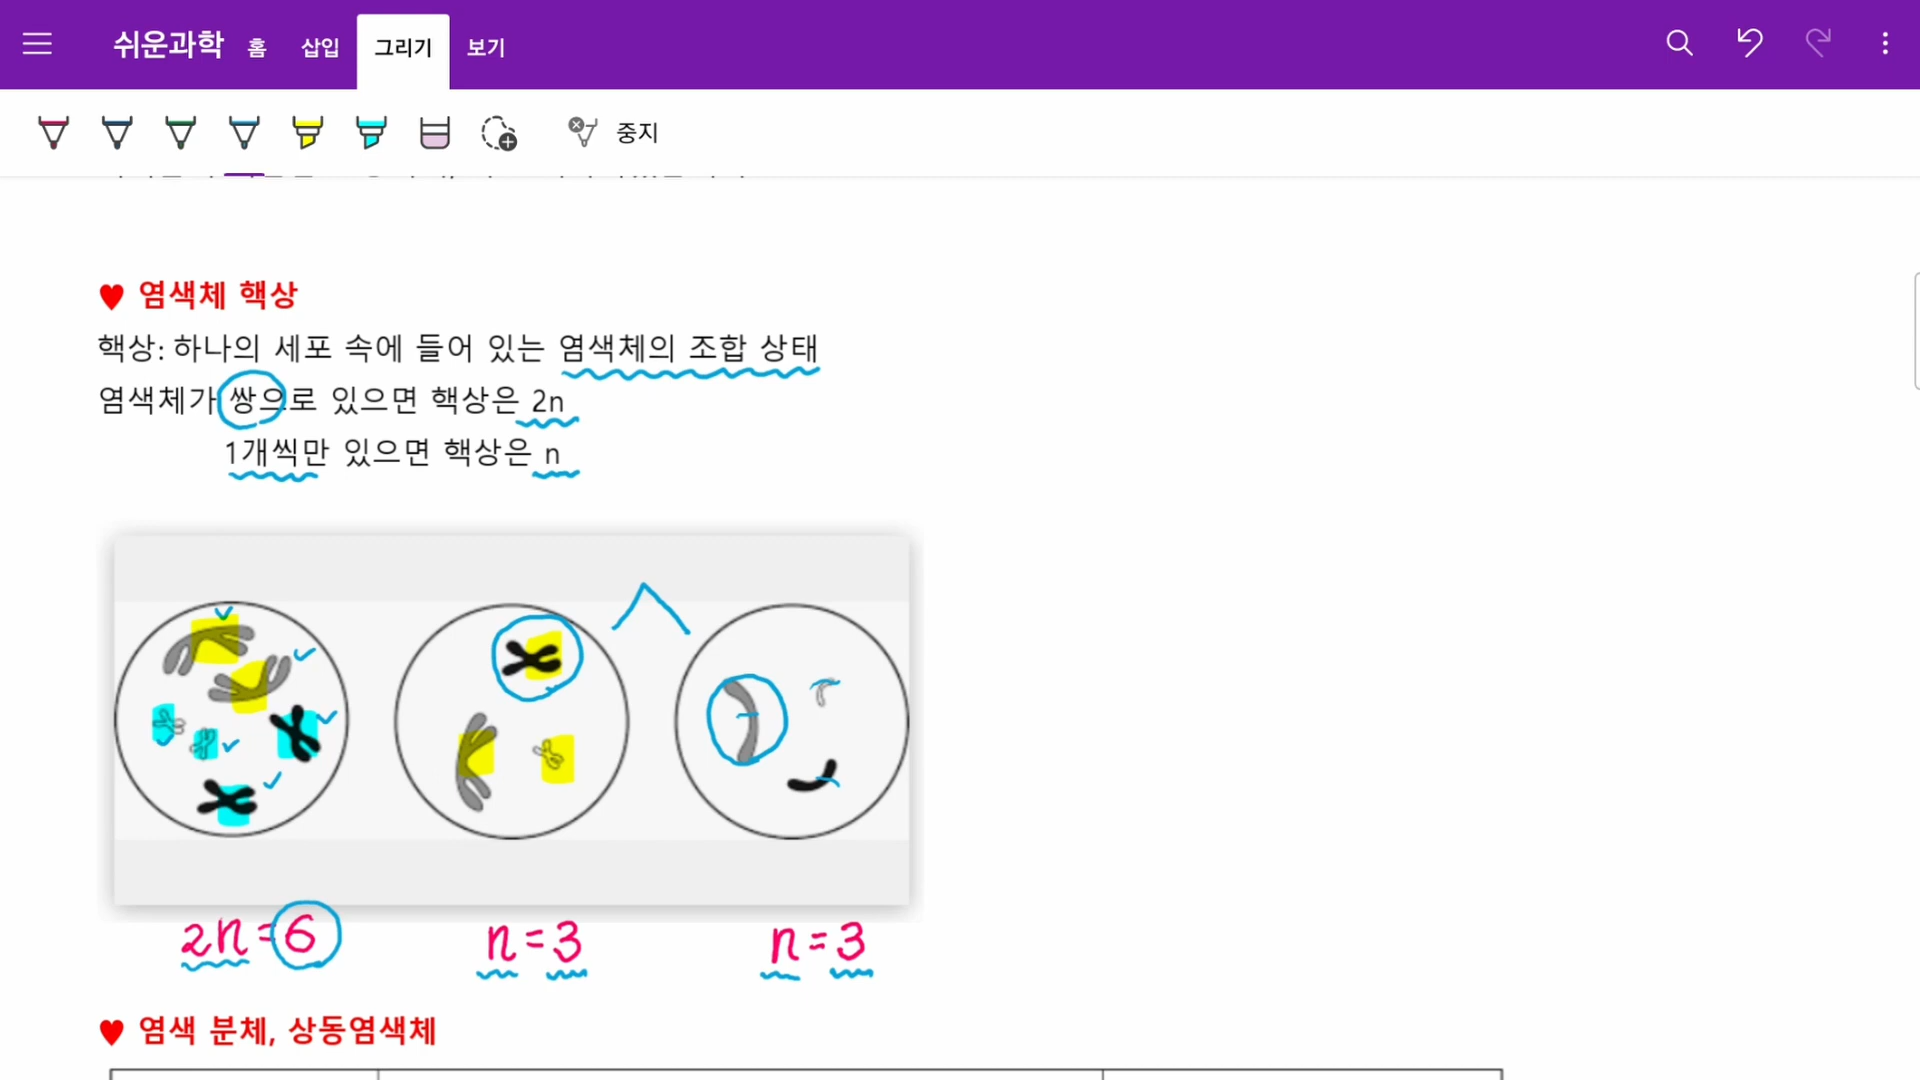 쉬운과학 홈 삽입 그리기 보기
중지
♥ 염색체 핵상
핵상: 하나의 세포 속에 들어 있는 염색체의 조합 상태
염색체가 쌍으로 있으면 핵상은 2n
1개씩만 있으면 핵상은 n
2n=6 n=3 n=3
♥ 염색 분체, 상동염색체